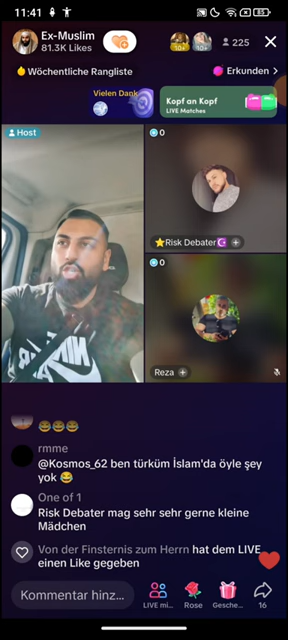 11:41
85
Ex-Muslim
81.3K Likes
10+
10+
225
Wöchentliche Rangliste
Erkunden >
Vielen Dank
Kopf an Kopf
LIVE Matches
Host
0
⭐Risk Debater☪️ +
0
Reza +
😂😂😂
rmme
@Kosmos_62 ben türküm İslam'da öyle şey
yok 😂
One of 1
Risk Debater mag sehr sehr gerne kleine
Mädchen
Von der Finsternis zum Herrn hat dem LIVE
einen Like gegeben
Kommentar hinz...
LIVE mi...
Rose
Gesche...
16